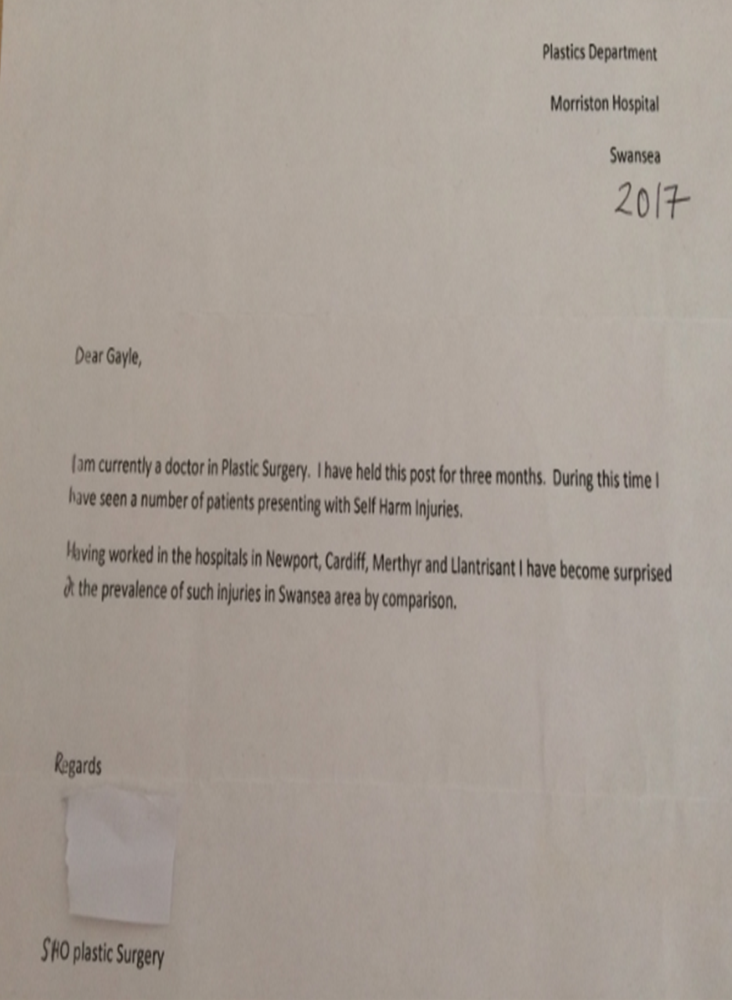 Plastics Department
Morriston Hospital
Swansea
2017
Dear Gayle,
I am currently a doctor in Plastic Surgery. I have held this post for three months. During this time I
have seen a number of patients presenting with Self Harm Injuries.
Having worked in the hospitals in Newport, Cardiff, Merthyr and Llantrisant I have become surprised
at the prevalence of such injuries in Swansea area by comparison.
Regards
SHO plastic Surgery